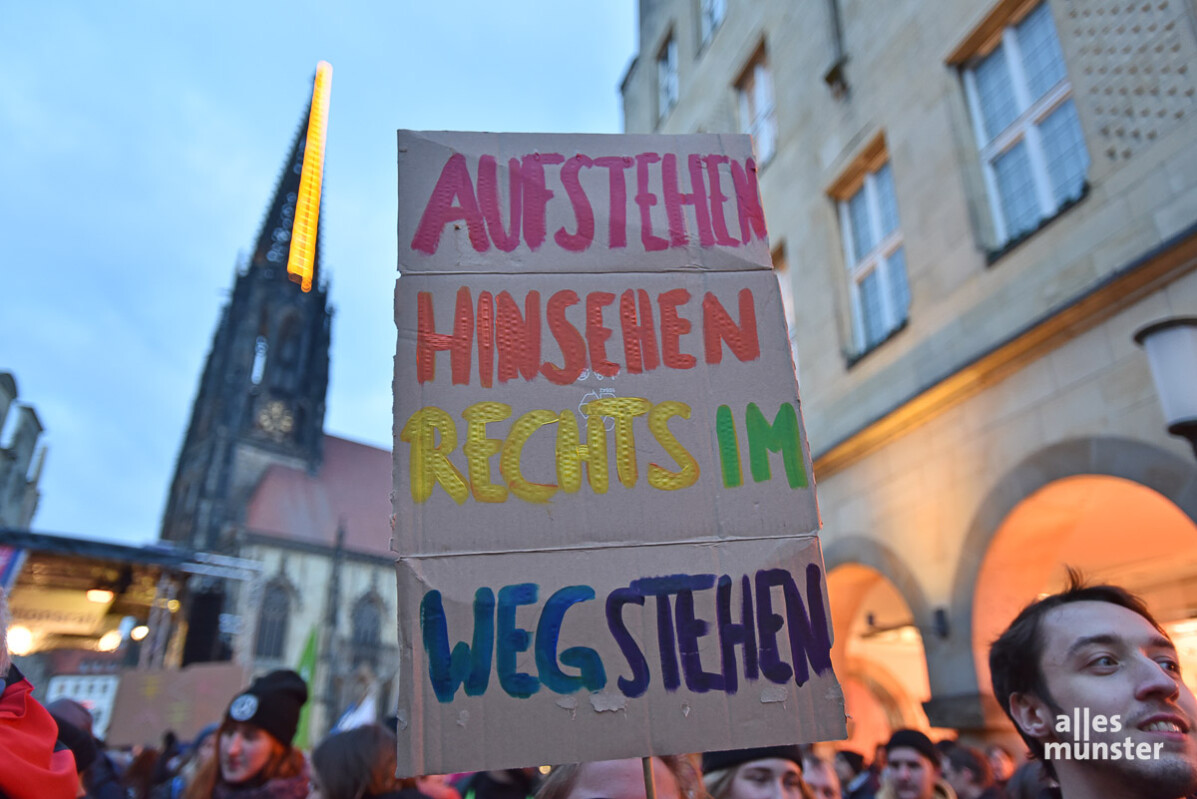 AUFSTEHEN
HINSEHEN
RECHTS IM
WEG STEHEN
alles
münster